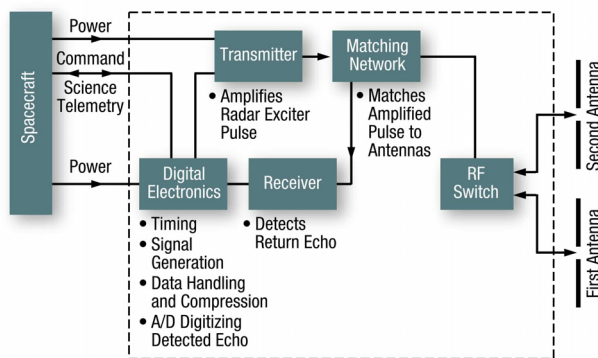 Spacecraft
Power
Command
Science
Telemetry
Power
Transmitter
• Amplifies
Radar Exciter
Pulse
Matching
Network
• Matches
Amplified
Pulse to
Antennas
Digital
Electronics
• Timing
• Signal
Generation
• Data Handling
and Compression
• A/D Digitizing
Detected Echo
Receiver
• Detects
Return Echo
RF
Switch
Second Antenna
First Antenna